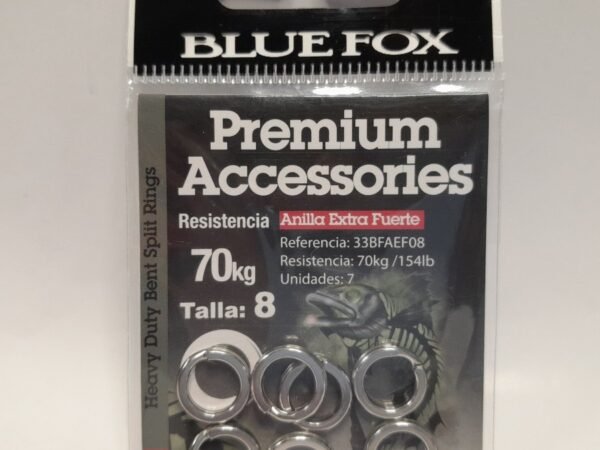 BLUE FOX
Premium
Accessories
Heavy Duty Bent Split Rings
Resistencia
70kg
Talla: 8
Anilla Extra Fuerte
Referencia: 33BFAEF08
Resistencia: 70kg /154lb
Unidades: 7